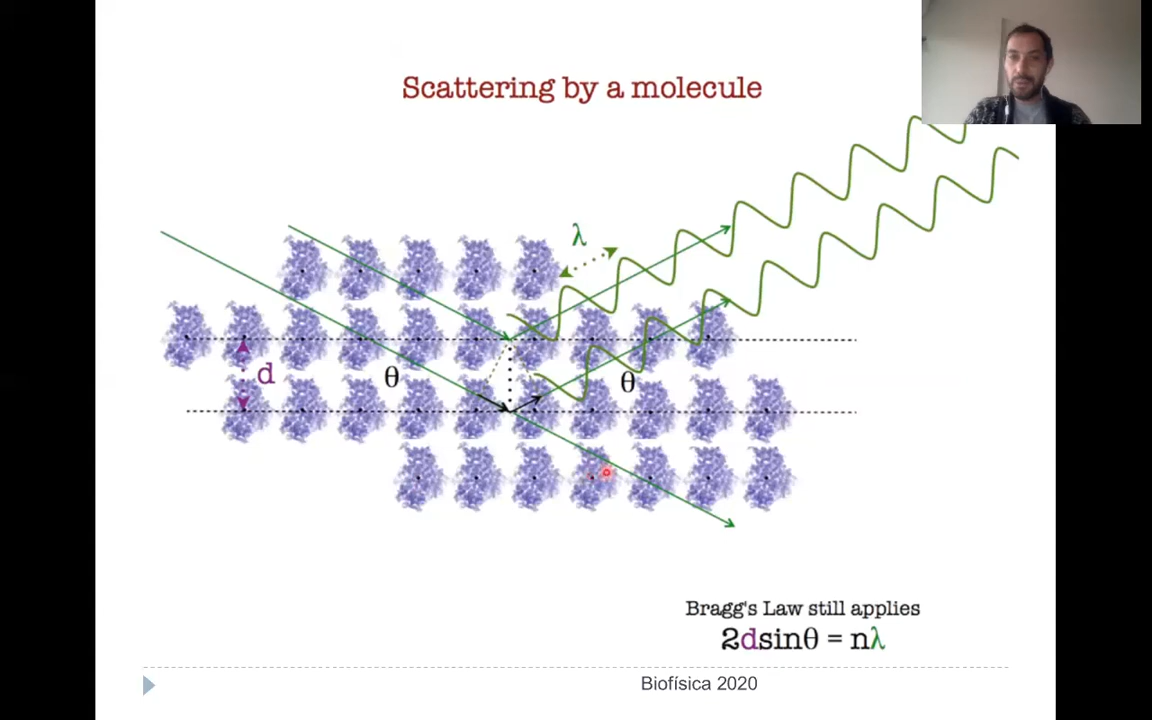 Scattering by a molecule
λ
d
θ
θ
Bragg's Law still applies
2dsinθ = nλ
Biofísica 2020